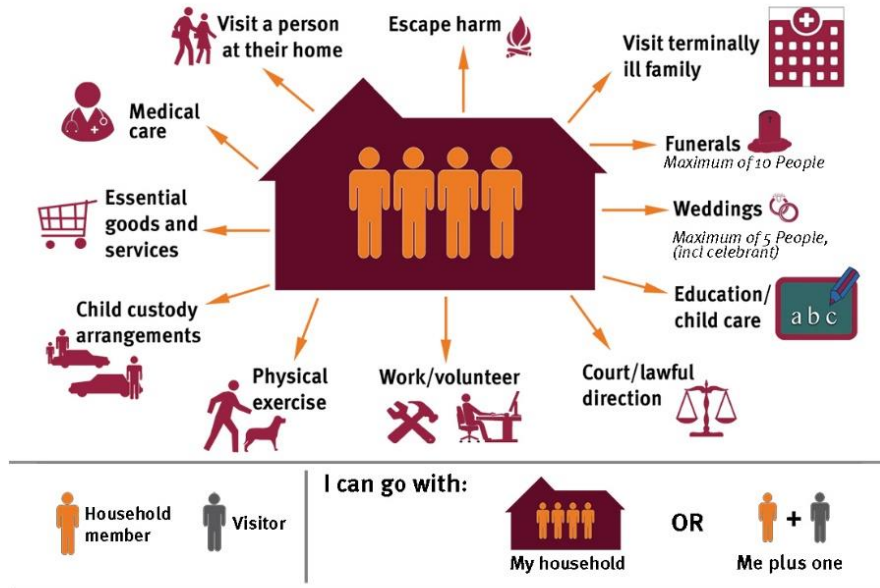 Visit a person
at their home
Escape harm
Visit terminally
ill family
Medical
care
Funerals
Maximum of 10 People
Essential
goods and
services
Weddings
Maximum of 5 People,
(incl celebrant)
Child custody
arrangements
Education/
child care
a b c
Physical
exercise
Work/volunteer
Court/lawful
direction
Household
member
Visitor
I can go with:
My household
OR
+
Me plus one